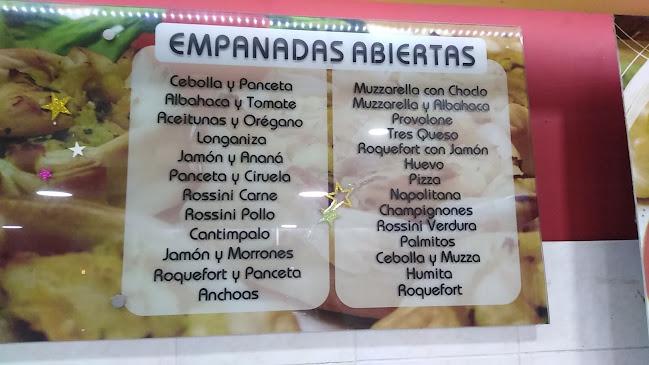 EMPANADAS ABIERTAS
Cebolla y Panceta
Albahaca y Tomate
Aceitunas y Orégano
Longaniza
Jamón y Ananá
Panceta y Ciruela
Rossini Carne
Rossini Pollo
Cantimpalo
Jamón y Morrones
Roquefort y Panceta
Anchoas
Muzzarella con Choclo
Muzzarella y Albahaca
Provolone
Tres Queso
Roquefort con Jamón
Huevo
Pizza
Napolitana
Champignones
Rossini Verdura
Palmitos
Cebolla y Muzza
Humita
Roquefort